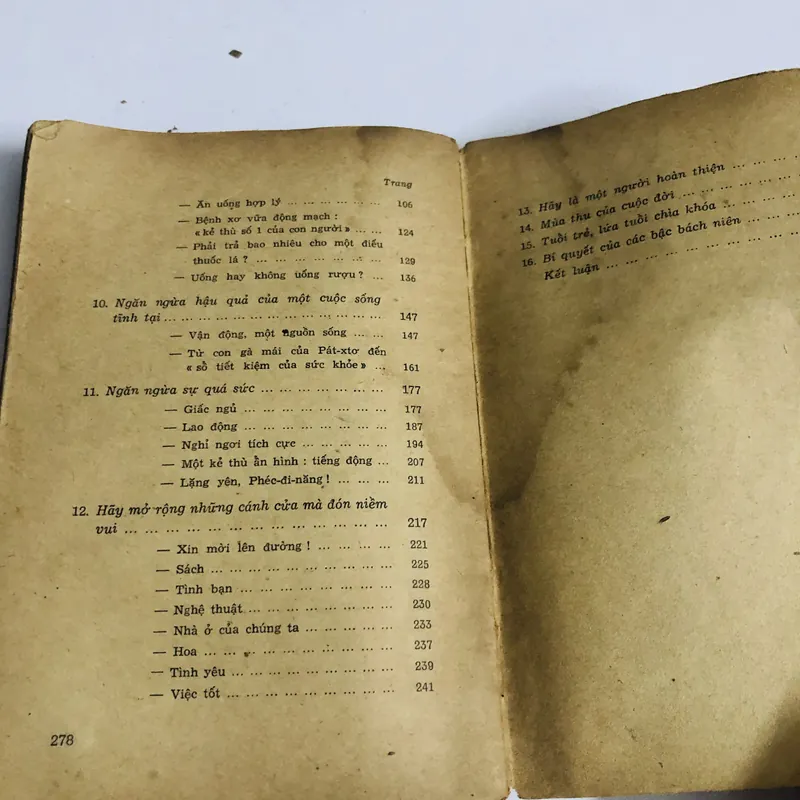 Trang
— Ăn uống hợp lý ... ... ... ... ... ... 106
— Bệnh xơ vữa động mạch :
« kẻ thù số 1 của con người » ... ... 124
— Phải trả bao nhiêu cho một điếu
thuốc lá ? ... ... ... ... ... ... ... 129
— Uống hay không uống rượu ? ... 136
10. Ngăn ngừa hậu quả của một cuộc sống
tĩnh tại ... ... ... ... ... ... ... ... ... ... ... 147
— Vận động, một nguồn sống ... ... 147
— Từ con gà mái của Pát-xtơ đến
« sổ tiết kiệm của sức khỏe » ... 161
11. Ngăn ngừa sự quá sức ... ... ... ... ... ... 177
— Giấc ngủ ... ... ... ... ... ... ... 177
— Lao động ... ... ... ... ... ... ... 187
— Nghỉ ngơi tích cực ... ... ... ... ... 194
— Một kẻ thù ẩn hình : tiếng động ... 207
— Lặng yên, Phéc-đi-năng ! ... ... ... 211
12. Hãy mở rộng những cánh cửa mà đón niềm
vui ... ... ... ... ... ... ... ... ... ... ... ... 217
— Xin mời lên đường ! ... ... ... ... 221
— Sách ... ... ... ... ... ... ... ... 225
— Tình bạn ... ... ... ... ... ... ... 228
— Nghệ thuật ... ... ... ... ... ... ... 230
— Nhà ở của chúng ta ... ... ... ... 233
— Hoa ... ... ... ... ... ... ... ... ... 237
— Tình yêu ... ... ... ... ... ... ... ... 239
— Việc tốt ... ... ... ... ... ... ... ... 241
278
13. Hãy là một người hoàn thiện ... ... ...
14. Mùa thu của cuộc đời ... ... ... ... ...
15. Tuổi trẻ, lứa tuổi chìa khóa ... ... ... ...
16. Bí quyết của các bậc bách niên ... ... ...
Kết luận ... ... ... ... ... ... ... ... ...